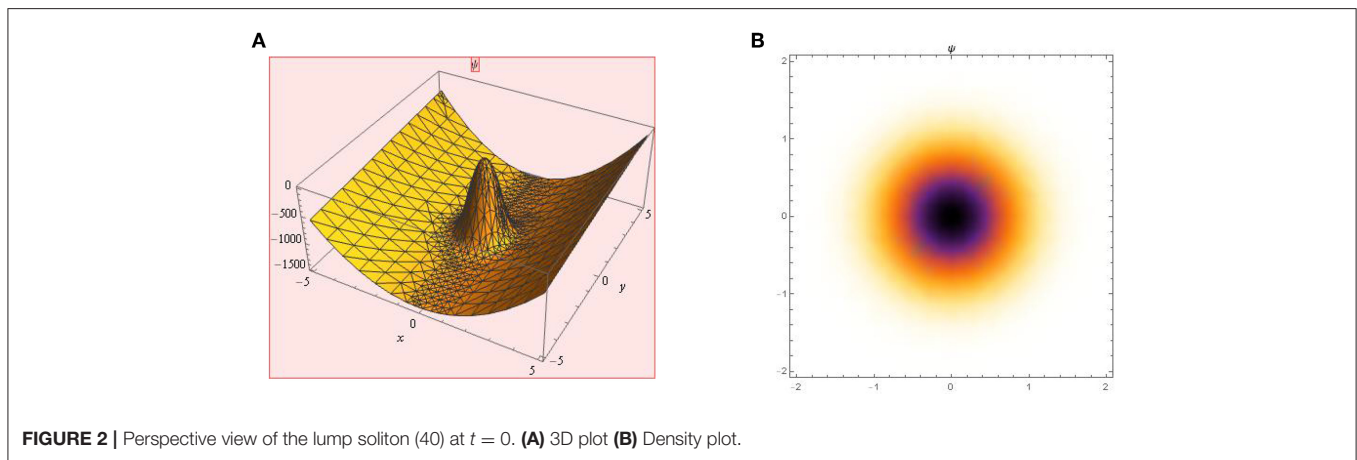 A
B
ψ
ψ
0
−500
−1000
−1500
−5
0
x
5
−5
0
y
5
2
1
0
−1
−2
−2
−1
0
1
2
FIGURE 2 | Perspective view of the lump soliton (40) at t = 0. (A) 3D plot (B) Density plot.